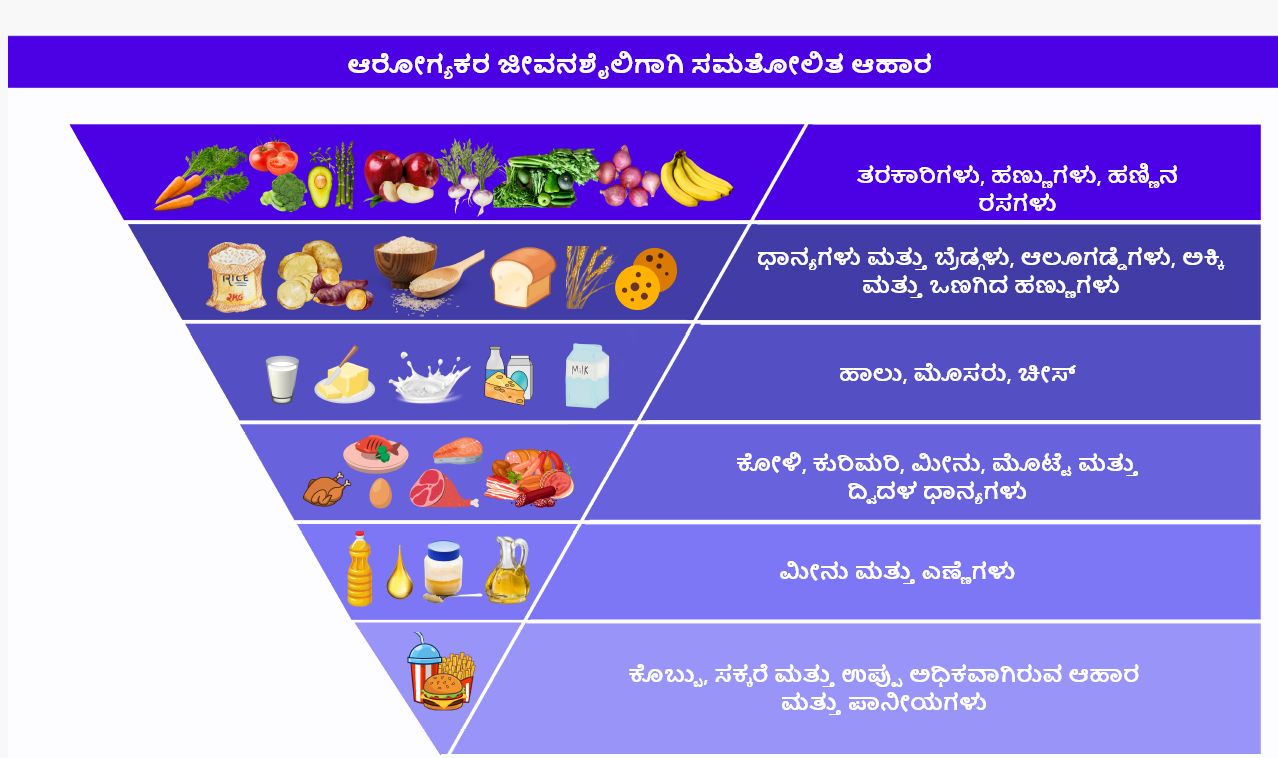 ಆರೋಗ್ಯಕರ ಜೀವನಶೈಲಿಗಾಗಿ ಸಮತೋಲಿತ ಆಹಾರ
ತರಕಾರಿಗಳು, ಹಣ್ಣುಗಳು, ಹಣ್ಣಿನ
ರಸಗಳು
RICE
2KG
ಧಾನ್ಯಗಳು ಮತ್ತು ಬ್ರೆಡ್ಗಳು, ಆಲೂಗಡ್ಡೆಗಳು, ಅಕ್ಕಿ
ಮತ್ತು ಒಣಗಿದ ಹಣ್ಣುಗಳು
MilK
ಹಾಲು, ಮೊಸರು, ಚೀಸ್
ಕೋಳಿ, ಕುರಿಮರಿ, ಮೀನು, ಮೊಟ್ಟೆ ಮತ್ತು
ದ್ವಿದಳ ಧಾನ್ಯಗಳು
ಮೀನು ಮತ್ತು ಎಣ್ಣೆಗಳು
ಕೊಬ್ಬು, ಸಕ್ಕರೆ ಮತ್ತು ಉಪ್ಪು ಅಧಿಕವಾಗಿರುವ ಆಹಾರ
ಮತ್ತು ಪಾನೀಯಗಳು